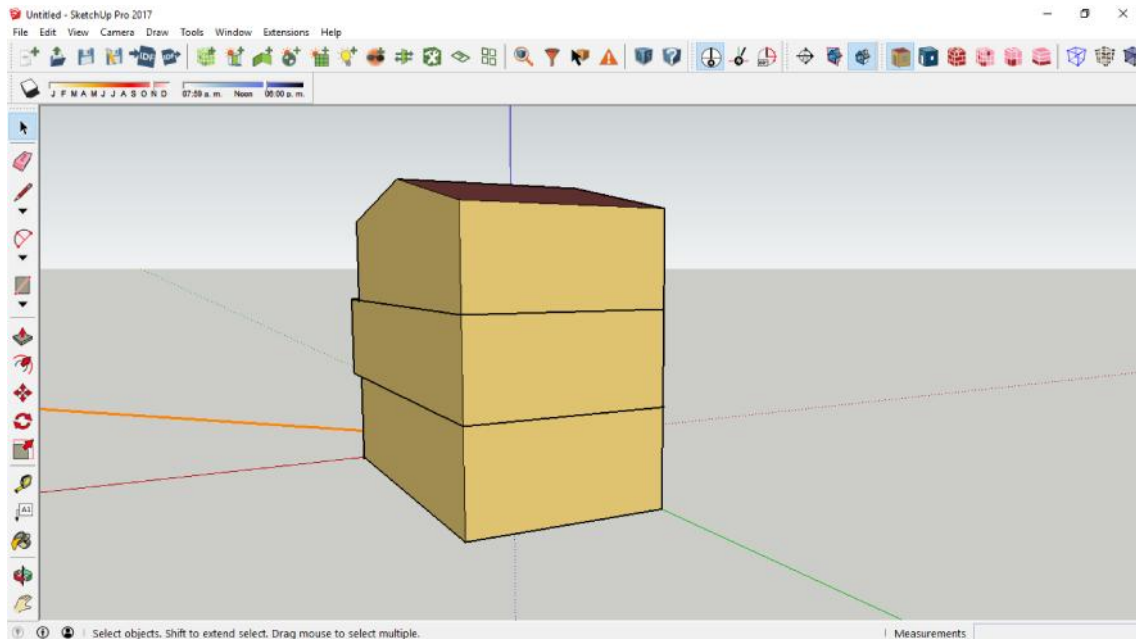 Untitled - SketchUp Pro 2017
File Edit View Camera Draw Tools Window Extensions Help
J F M A M J J A S O N D 07:59 a. m. Noon 06:00 p. m.
A1
Select objects. Shift to extend select. Drag mouse to select multiple. Measurements